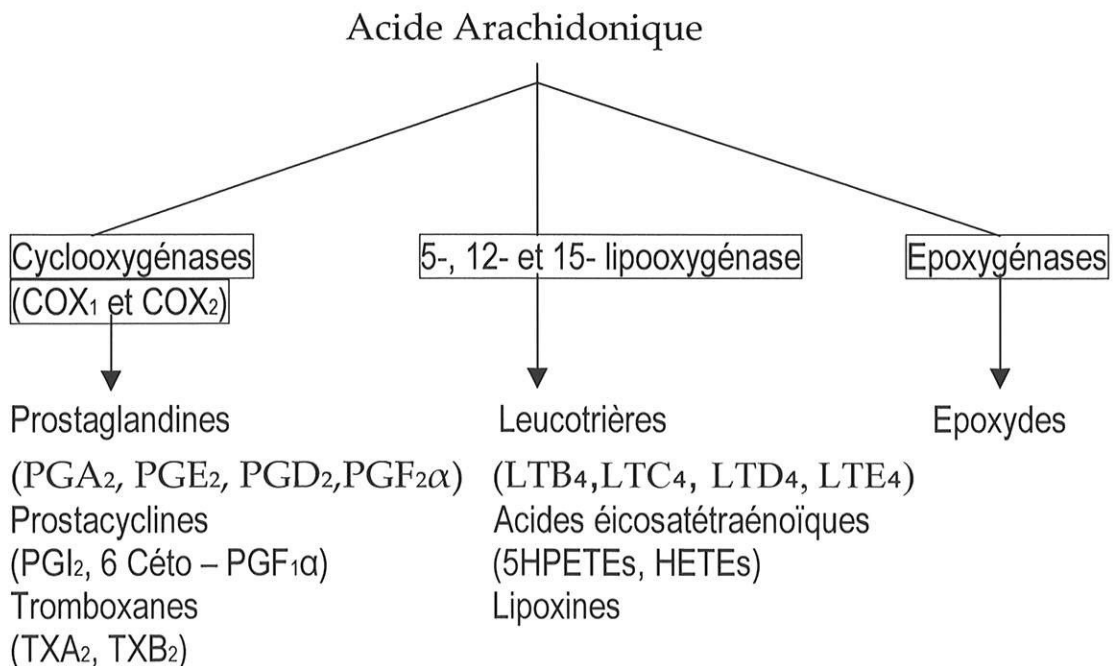 Acide Arachidonique
Cyclooxygénases
(COX₁ et COX₂)
5-, 12- et 15- lipooxygénase
Epoxygénases
Prostaglandines
(PGA₂, PGE₂, PGD₂,PGF₂α)
Prostacyclines
(PGI₂, 6 Céto – PGF₁α)
Tromboxanes
(TXA₂, TXB₂)
Leucotrières
(LTB₄,LTC₄, LTD₄, LTE₄)
Acides éicosatétraénoïques
(5HPETEs, HETEs)
Lipoxines
Epoxydes